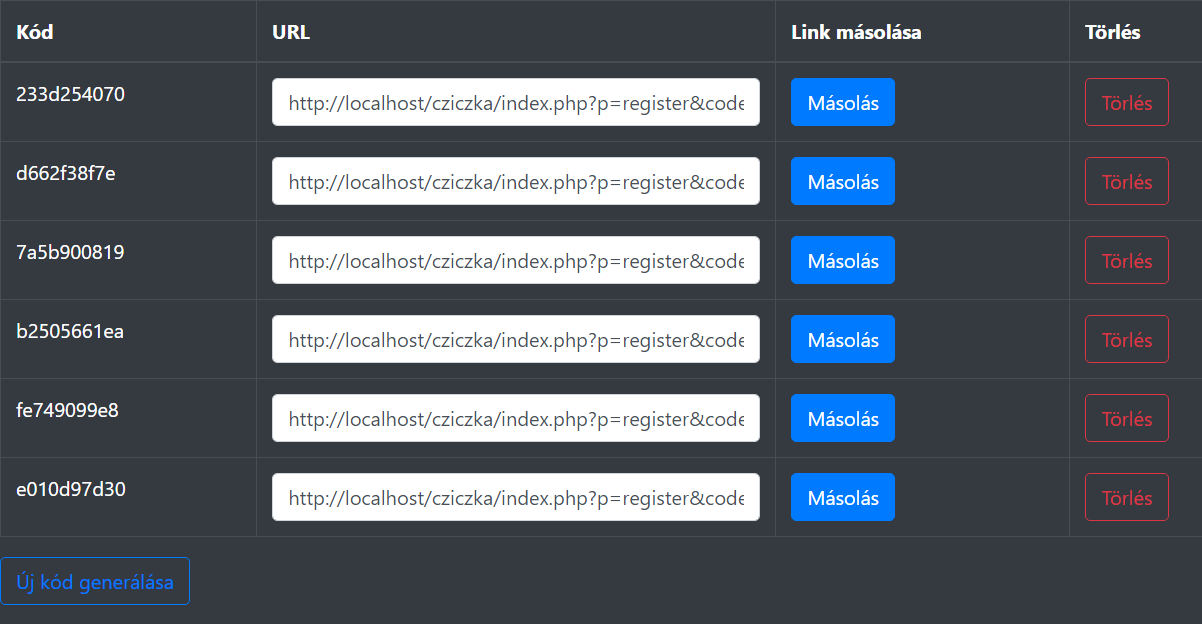 Kód URL Link másolása Törlés
233d254070 http://localhost/cziczka/index.php?p=register&code Másolás Törlés
d662f38f7e http://localhost/cziczka/index.php?p=register&code Másolás Törlés
7a5b900819 http://localhost/cziczka/index.php?p=register&code Másolás Törlés
b2505661ea http://localhost/cziczka/index.php?p=register&code Másolás Törlés
fe749099e8 http://localhost/cziczka/index.php?p=register&code Másolás Törlés
e010d97d30 http://localhost/cziczka/index.php?p=register&code Másolás Törlés
Új kód generálása